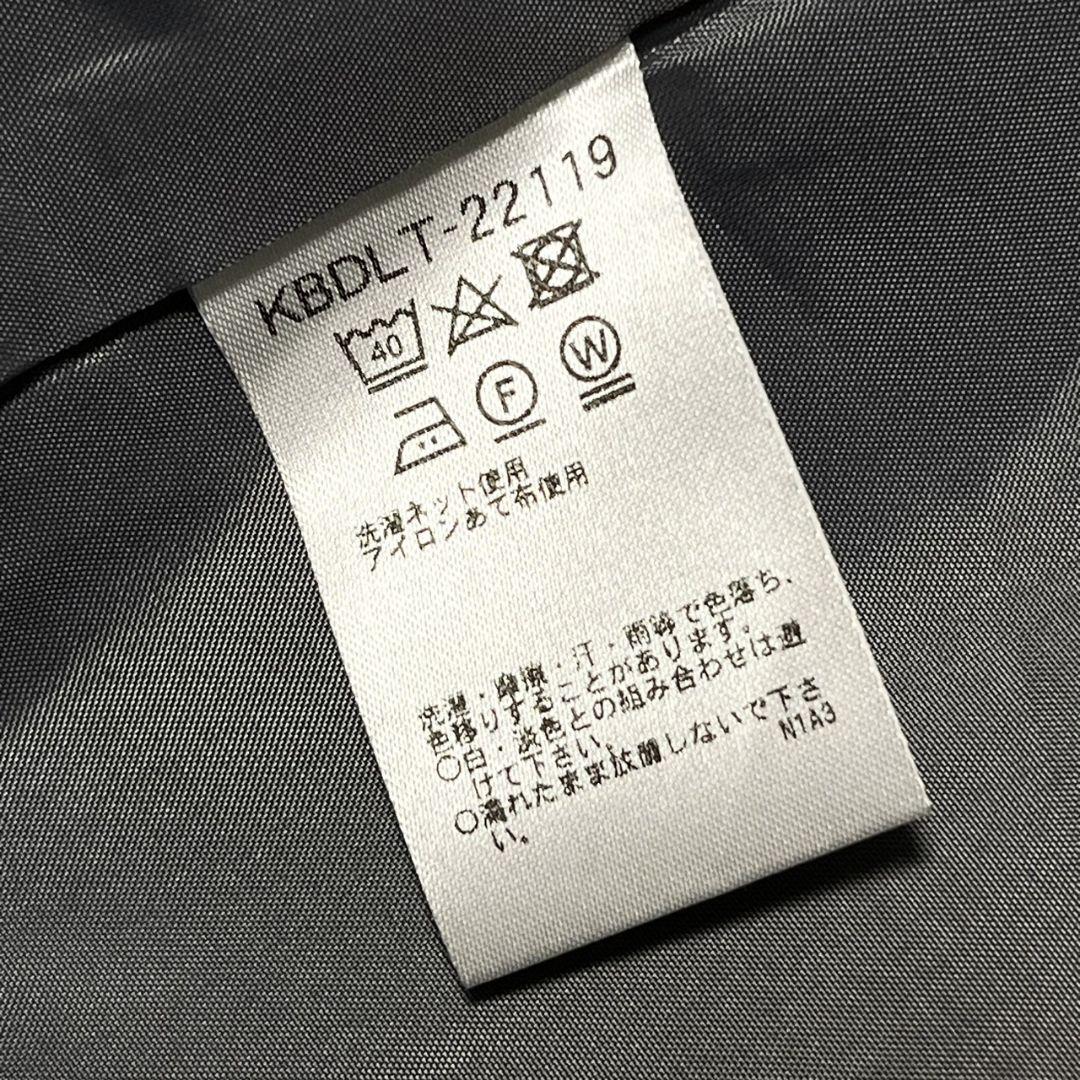 KBDLT-22119
40
F W
洗濯ネット使用
アイロンあて布使用
洗濯・摩擦・汗・雨等で色落ち、
色移りすることがあります。
○白・淡色との組み合わせは避
けて下さい。
○濡れたまま放置しないで下さ
い。
N1A3